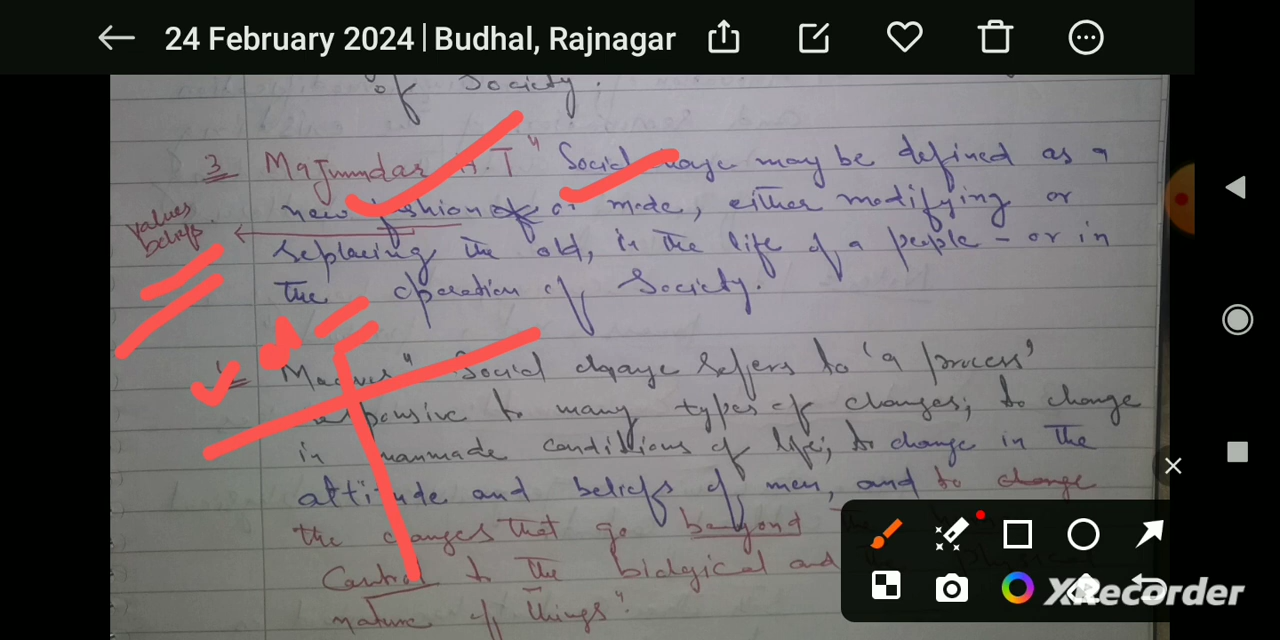 24 February 2024 | Budhal, Rajnagar
of Society.
3 Majumdar H.T " Social may be defined as a
new fashion or mode, either modifying or
values
beliefs
replacing the old, in the life of a people - or in
the operation of Society.
" Social change refers to 'a process'
responsive to many types of changes; to change
in manmade conditions of life; to change in the
attitude and beliefs of men, and to change
the changes that go beyond the
Control to the biolgical and
nature of things".
XRecorder